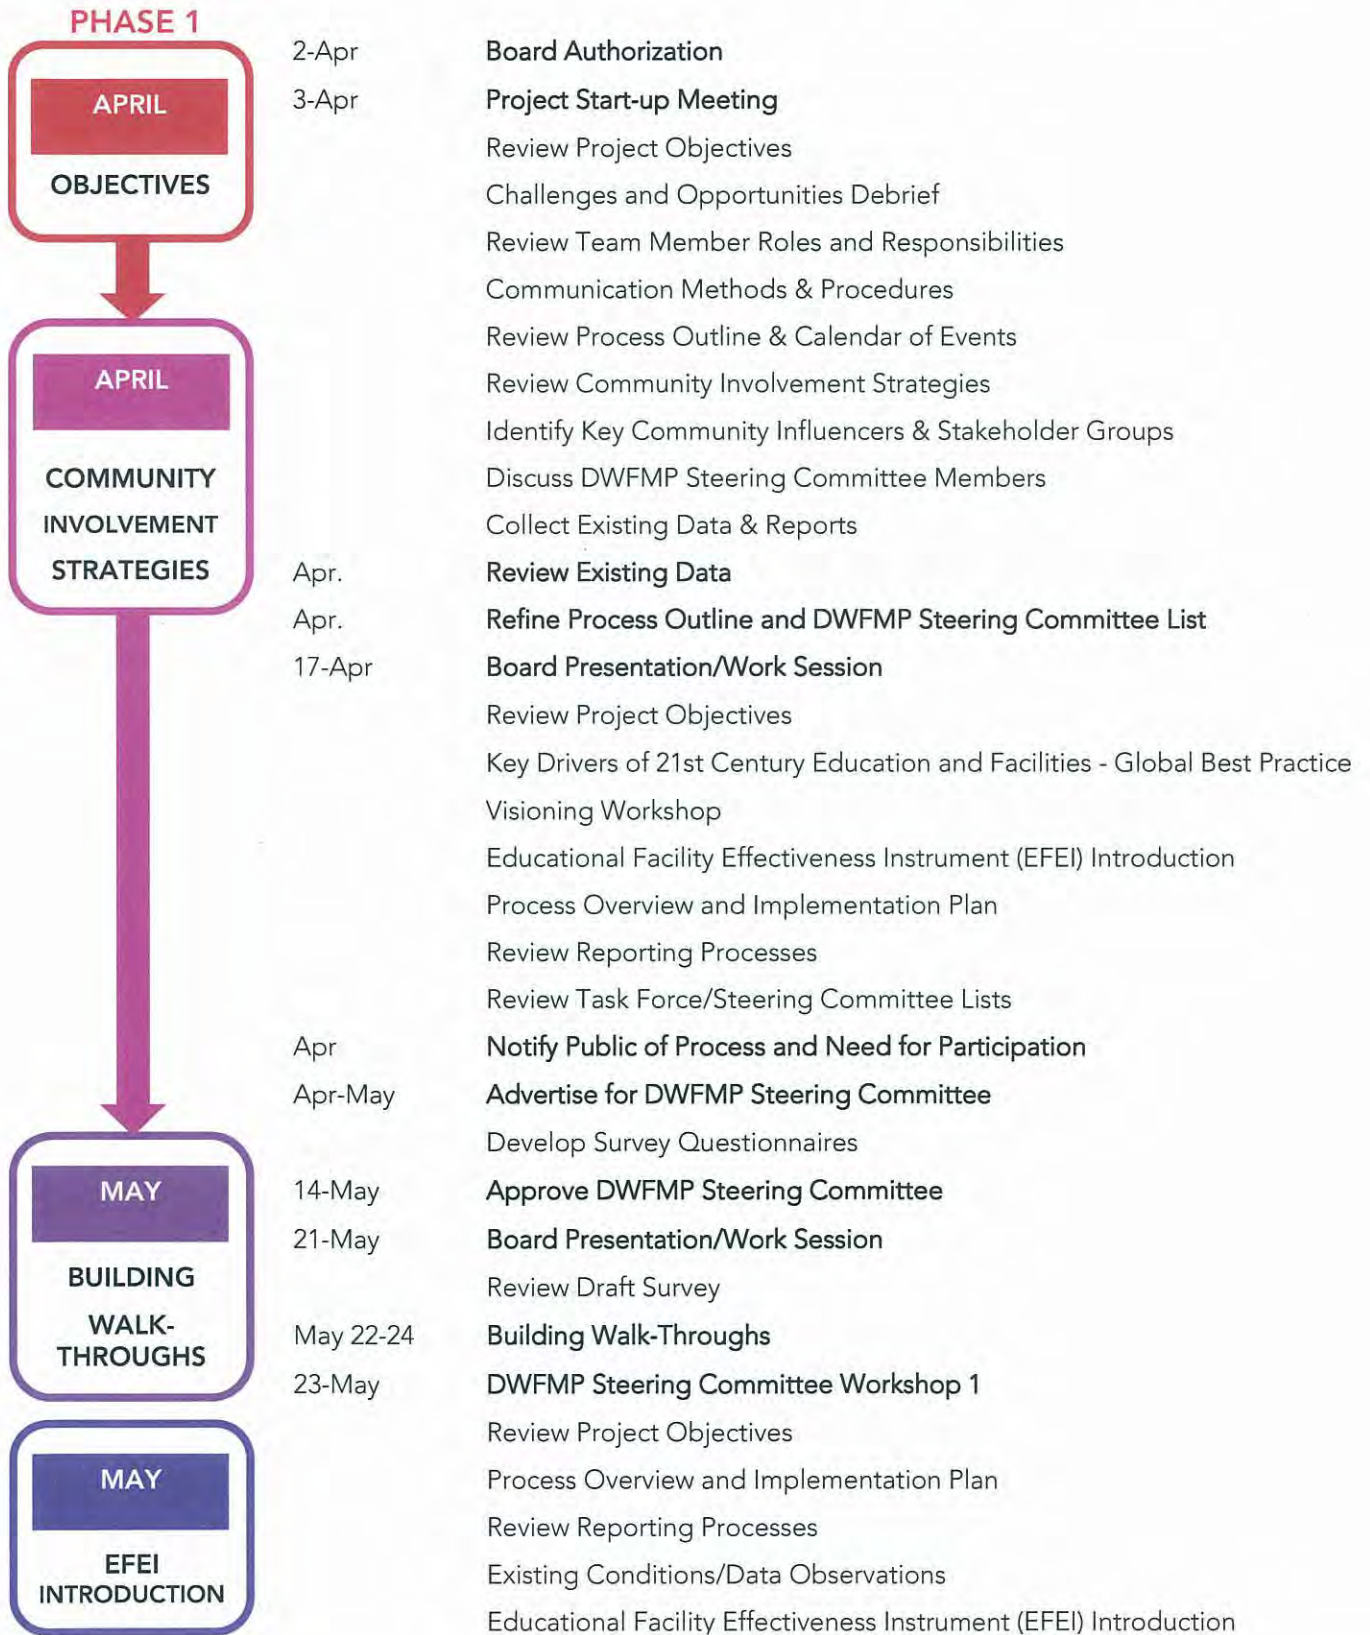 PHASE 1
APRIL
OBJECTIVES
APRIL
COMMUNITY
INVOLVEMENT
STRATEGIES
MAY
BUILDING
WALK-
THROUGHS
MAY
EFEI
INTRODUCTION
2-Apr Board Authorization
3-Apr Project Start-up Meeting
Review Project Objectives
Challenges and Opportunities Debrief
Review Team Member Roles and Responsibilities
Communication Methods & Procedures
Review Process Outline & Calendar of Events
Review Community Involvement Strategies
Identify Key Community Influencers & Stakeholder Groups
Discuss DWFMP Steering Committee Members
Collect Existing Data & Reports
Apr. Review Existing Data
Apr. Refine Process Outline and DWFMP Steering Committee List
17-Apr Board Presentation/Work Session
Review Project Objectives
Key Drivers of 21st Century Education and Facilities - Global Best Practice
Visioning Workshop
Educational Facility Effectiveness Instrument (EFEI) Introduction
Process Overview and Implementation Plan
Review Reporting Processes
Review Task Force/Steering Committee Lists
Apr Notify Public of Process and Need for Participation
Apr-May Advertise for DWFMP Steering Committee
Develop Survey Questionnaires
14-May Approve DWFMP Steering Committee
21-May Board Presentation/Work Session
Review Draft Survey
May 22-24 Building Walk-Throughs
23-May DWFMP Steering Committee Workshop 1
Review Project Objectives
Process Overview and Implementation Plan
Review Reporting Processes
Existing Conditions/Data Observations
Educational Facility Effectiveness Instrument (EFEI) Introduction